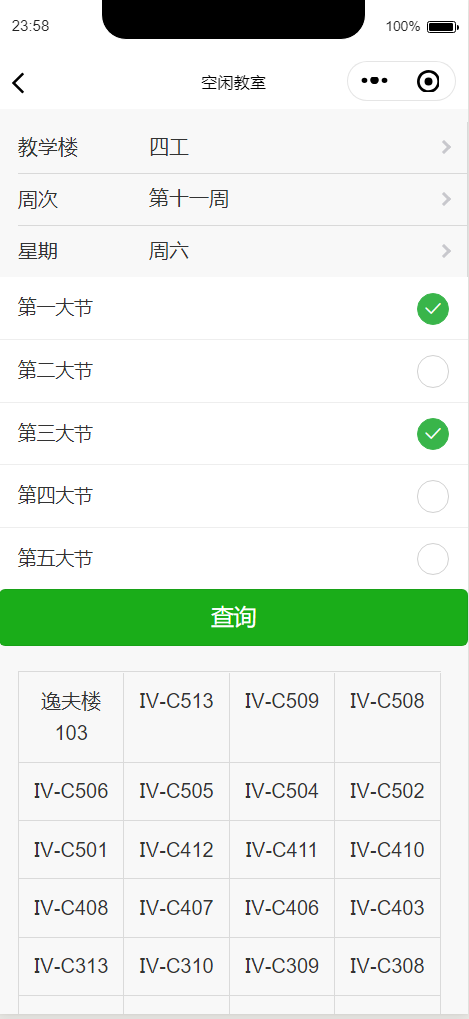 23:58
100%
空闲教室
教学楼 四工
周次 第十一周
星期 周六
第一大节
第二大节
第三大节
第四大节
第五大节
查询
逸夫楼103 IV-C513 IV-C509 IV-C508
IV-C506 IV-C505 IV-C504 IV-C502
IV-C501 IV-C412 IV-C411 IV-C410
IV-C408 IV-C407 IV-C406 IV-C403
IV-C313 IV-C310 IV-C309 IV-C308